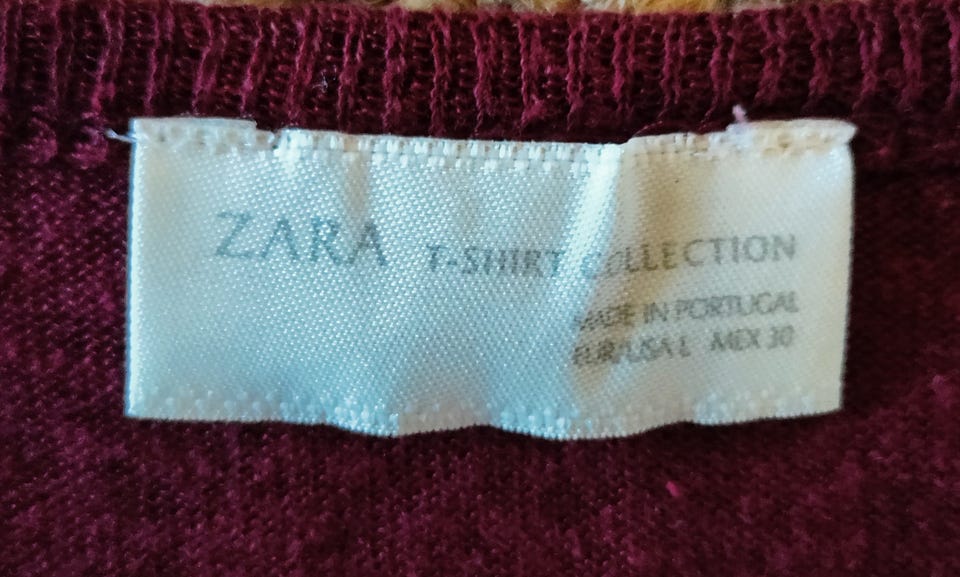 ZARA T-SHIRT COLLECTION
MADE IN PORTUGAL
EUR/USA L MEX 30